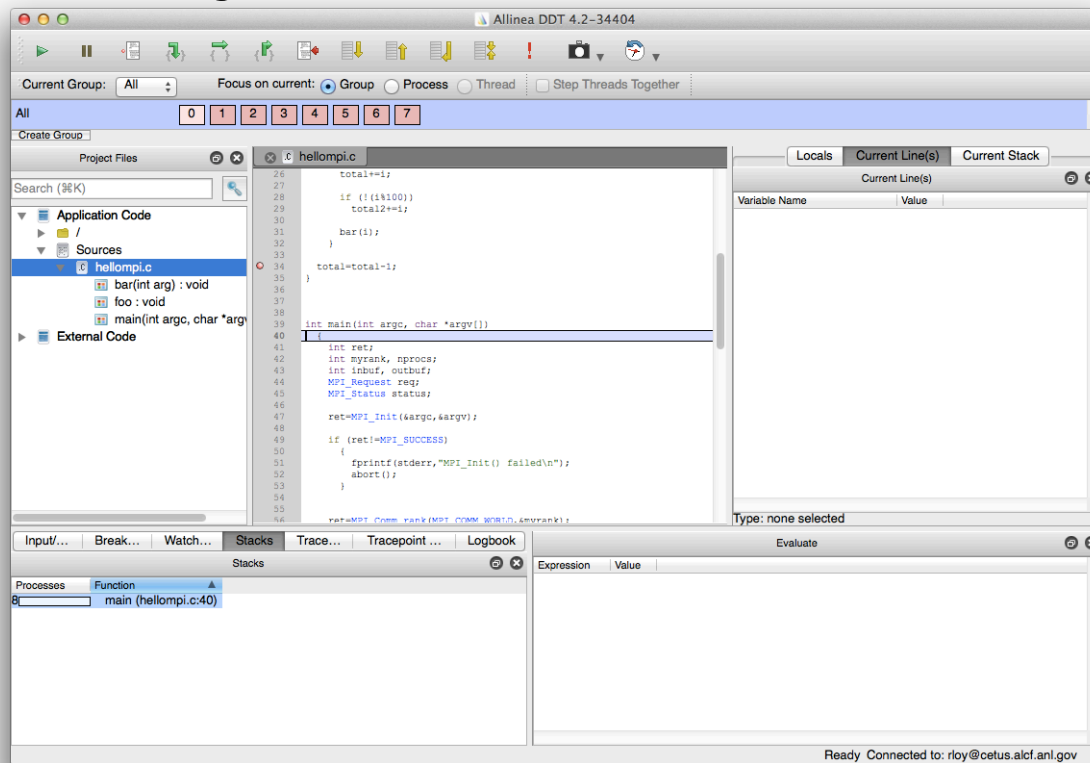 Allinea DDT 4.2-34404
Current Group: All Focus on current: Group Process Thread Step Threads Together
All 0 1 2 3 4 5 6 7
Create Group
Project Files
Search (⌘K)
Application Code
/
Sources
hellompi.c
bar(int arg) : void
foo : void
main(int argc, char *argv
External Code
hellompi.c
26 total+=i;
27
28 if (!(i%100))
29 total2+=i;
30
31 bar(i);
32 }
33
34 total=total-1;
35 }
36
37
38
39 int main(int argc, char *argv[])
40 {
41 int ret;
42 int myrank, nprocs;
43 int inbuf, outbuf;
44 MPI_Request req;
45 MPI_Status status;
46
47 ret=MPI_Init(&argc,&argv);
48
49 if (ret!=MPI_SUCCESS)
50 {
51 fprintf(stderr,"MPI_Init() failed\n");
52 abort();
53 }
54
55
56 ret=MPI_Comm_rank(MPI_COMM_WORLD,&myrank);
Locals Current Line(s) Current Stack
Current Line(s)
Variable Name Value
Type: none selected
Input/... Break... Watch... Stacks Trace... Tracepoint ... Logbook
Stacks
Processes Function
8 main (hellompi.c:40)
Evaluate
Expression Value
Ready Connected to: rloy@cetus.alcf.anl.gov